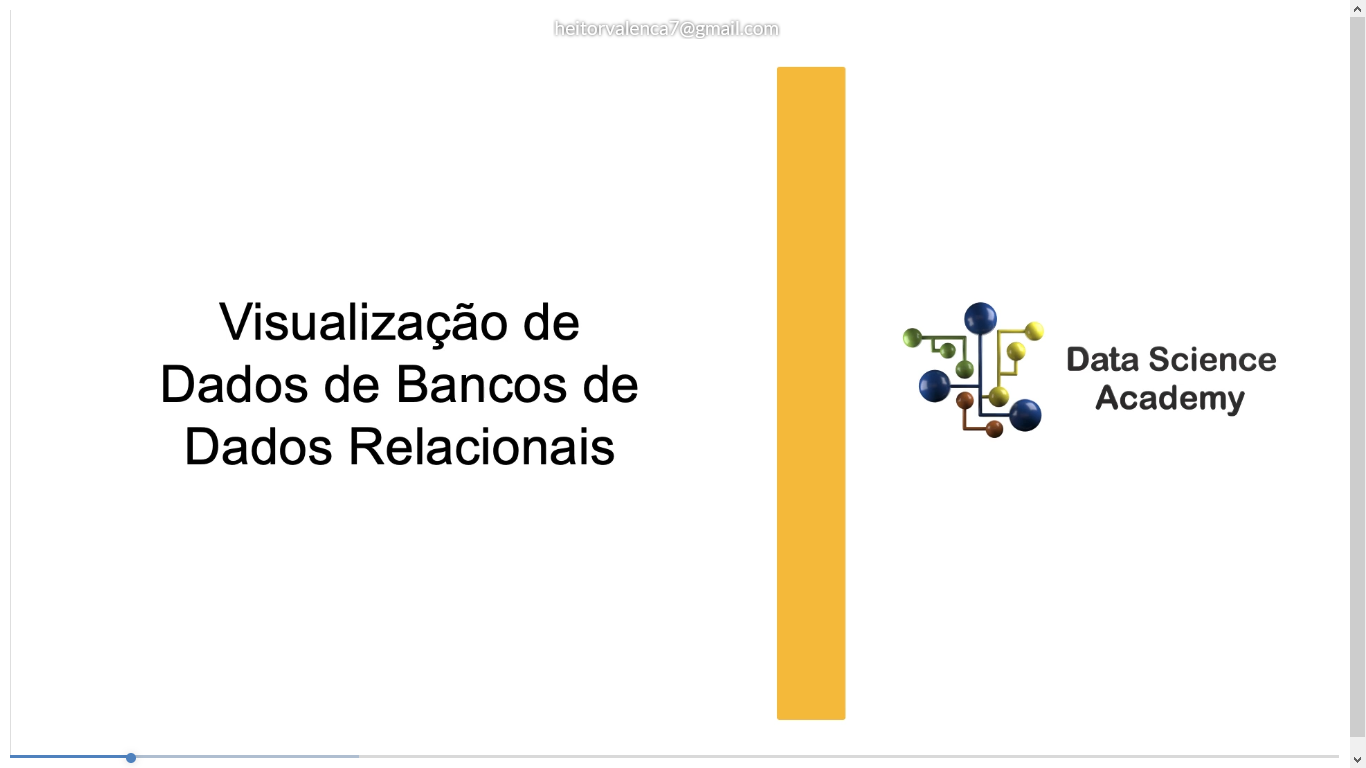 heitorvalenca7@gmail.com
Visualização de
Dados de Bancos de
Dados Relacionais
Data Science
Academy